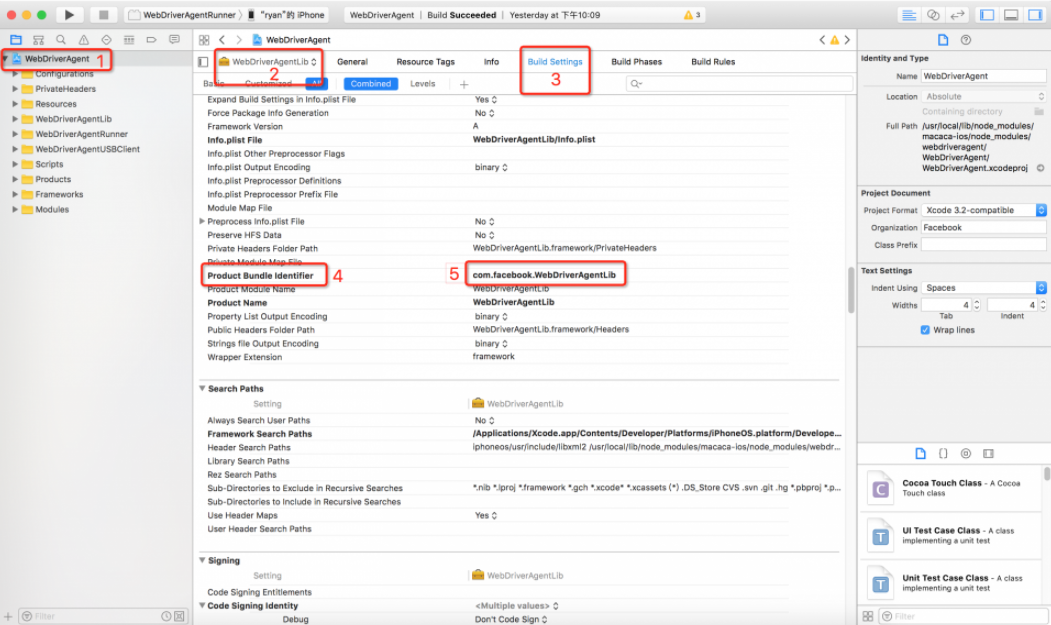 WebDriverAgentRunner 〉 "ryan"的 iPhone
WebDriverAgent | Build Succeeded | Yesterday at 下午10:09
3
WebDriverAgent
WebDriverAgent 1
Configurations
PrivateHeaders
Resources
WebDriverAgentLib
WebDriverAgentRunner
WebDriverAgentUSBClient
Scripts
Products
Frameworks
Modules
Filter
WebDriverAgentLib
2
General
Resource Tags
Info
Build Settings
3
Build Phases
Build Rules
Basic Customized All Combined Levels +
Expand Build Settings in Info.plist File Yes
Force Package Info Generation No
Framework Version A
Info.plist File WebDriverAgentLib/Info.plist
Info.plist Other Preprocessor Flags
Info.plist Output Encoding binary
Info.plist Preprocessor Definitions
Info.plist Preprocessor Prefix File
Module Map File
Preprocess Info.plist File No
Preserve HFS Data No
Private Headers Folder Path WebDriverAgentLib.framework/PrivateHeaders
Private Module Map File
Product Bundle Identifier 4 5 com.facebook.WebDriverAgentLib
Product Module Name WebDriverAgentLib
Product Name WebDriverAgentLib
Property List Output Encoding binary
Public Headers Folder Path WebDriverAgentLib.framework/Headers
Strings file Output Encoding binary
Wrapper Extension framework
Search Paths
Setting WebDriverAgentLib
Always Search User Paths No
Framework Search Paths /Applications/Xcode.app/Contents/Developer/Platforms/iPhoneOS.platform/Develope...
Header Search Paths iphoneos/usr/include/libxml2 /usr/local/lib/node_modules/macaca-ios/node_modules/webdr...
Library Search Paths
Rez Search Paths
Sub-Directories to Exclude in Recursive Searches *.nib *.lproj *.framework *.gch *.xcode* *.xcassets (*) .DS_Store CVS .svn .git .hg *.pbproj *.p...
Sub-Directories to Include in Recursive Searches
Use Header Maps Yes
User Header Search Paths
Signing
Setting WebDriverAgentLib
Code Signing Entitlements
Code Signing Identity <Multiple values>
Debug Don't Code Sign
Identity and Type
Name WebDriverAgent
Location Absolute
Containing directory
Full Path /usr/local/lib/node_modules/
macaca-ios/node_modules/
webdriveragent/
WebDriverAgent/
WebDriverAgent.xcodeproj
Project Document
Project Format Xcode 3.2-compatible
Organization Facebook
Class Prefix
Text Settings
Indent Using Spaces
Widths 4 4
Tab Indent
Wrap lines
Cocoa Touch Class - A Cocoa
Touch class
UI Test Case Class - A class
implementing a unit test
Unit Test Case Class - A class
implementing a unit test
Filter